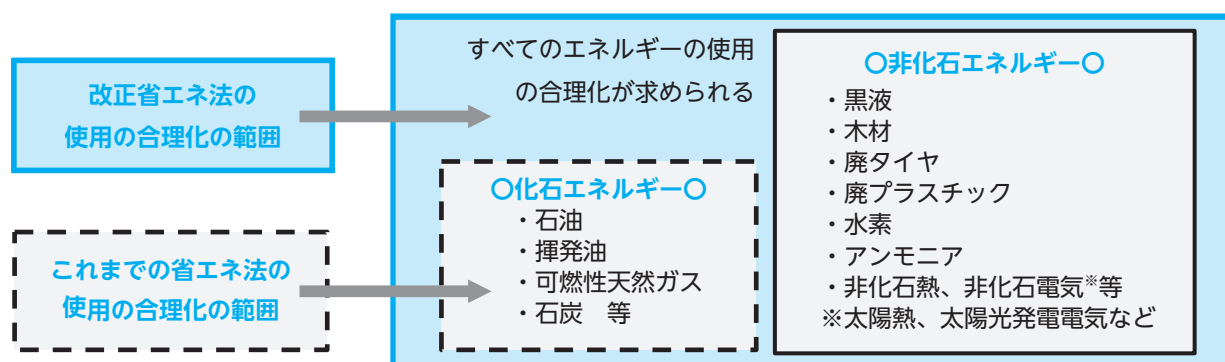 改正省エネ法の
使用の合理化の範囲
これまでの省エネ法の
使用の合理化の範囲
すべてのエネルギーの使用
の合理化が求められる
〇化石エネルギー〇
・石油
・揮発油
・可燃性天然ガス
・石炭　等
〇非化石エネルギー〇
・黒液
・木材
・廃タイヤ
・廃プラスチック
・水素
・アンモニア
・非化石熱、非化石電気※等
※太陽熱、太陽光発電電気など